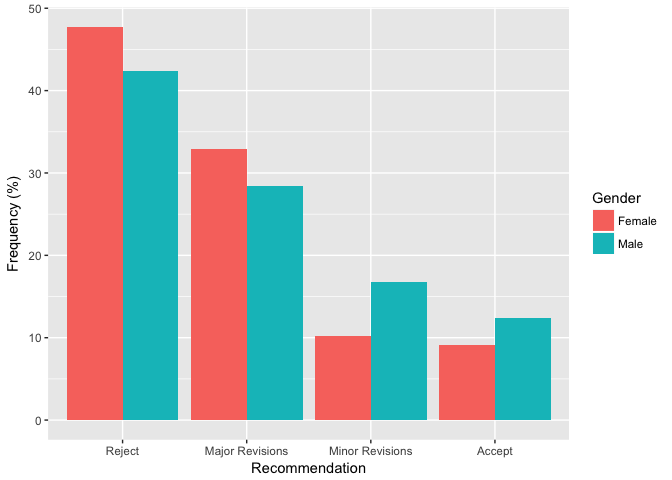 50
40
30
20
10
0
Frequency (%)
Reject Major Revisions Minor Revisions Accept
Recommendation
Gender
Female
Male